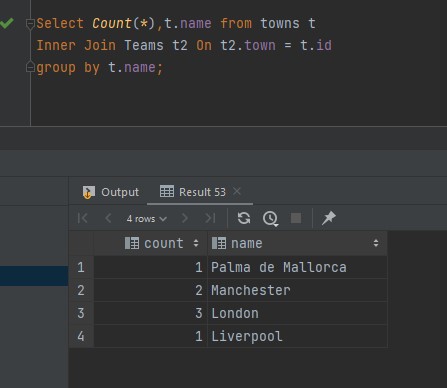 Select Count(*),t.name from towns t
Inner Join Teams t2 On t2.town = t.id
group by t.name;
Output
Result 53
4 rows
count name
1 1 Palma de Mallorca
2 2 Manchester
3 3 London
4 1 Liverpool